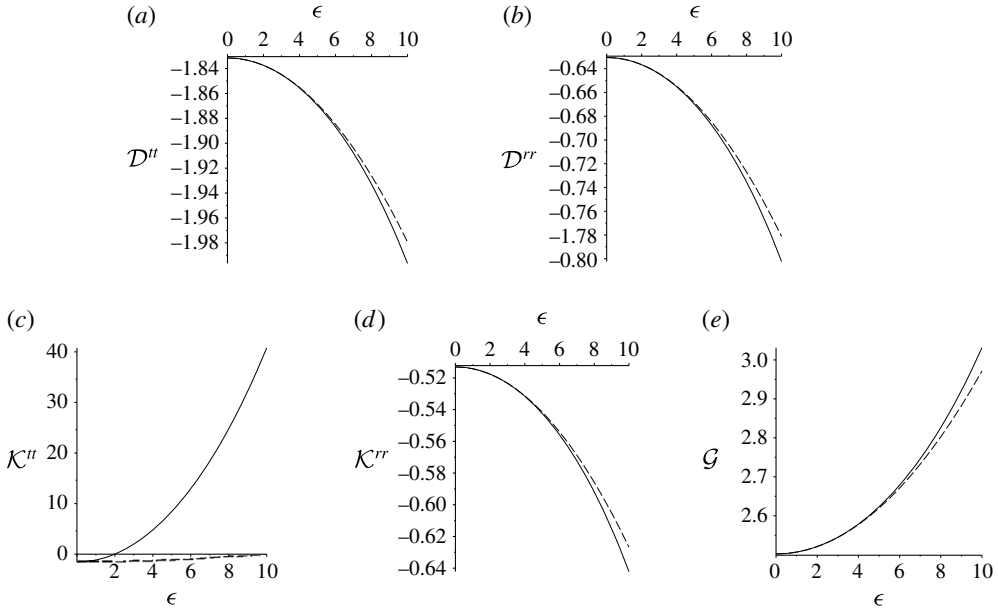 (a)
ϵ
0 2 4 6 8 10
–1.84
–1.86
–1.88
–1.90
–1.92
–1.94
–1.96
–1.98
𝒟^tt
(b)
ϵ
0 2 4 6 8 10
–0.64
–0.66
–0.68
–0.70
–0.72
–0.74
–0.76
–1.78
–0.80
𝒟^rr
(c)
40
30
20
10
0
2 4 6 8 10
𝒦^tt
ϵ
(d)
ϵ
0 2 4 6 8 10
–0.52
–0.54
–0.56
–0.58
–0.60
–0.62
–0.64
𝒦^rr
(e)
3.0
2.9
2.8
2.7
2.6
0 2 4 6 8 10
𝒢
ϵ